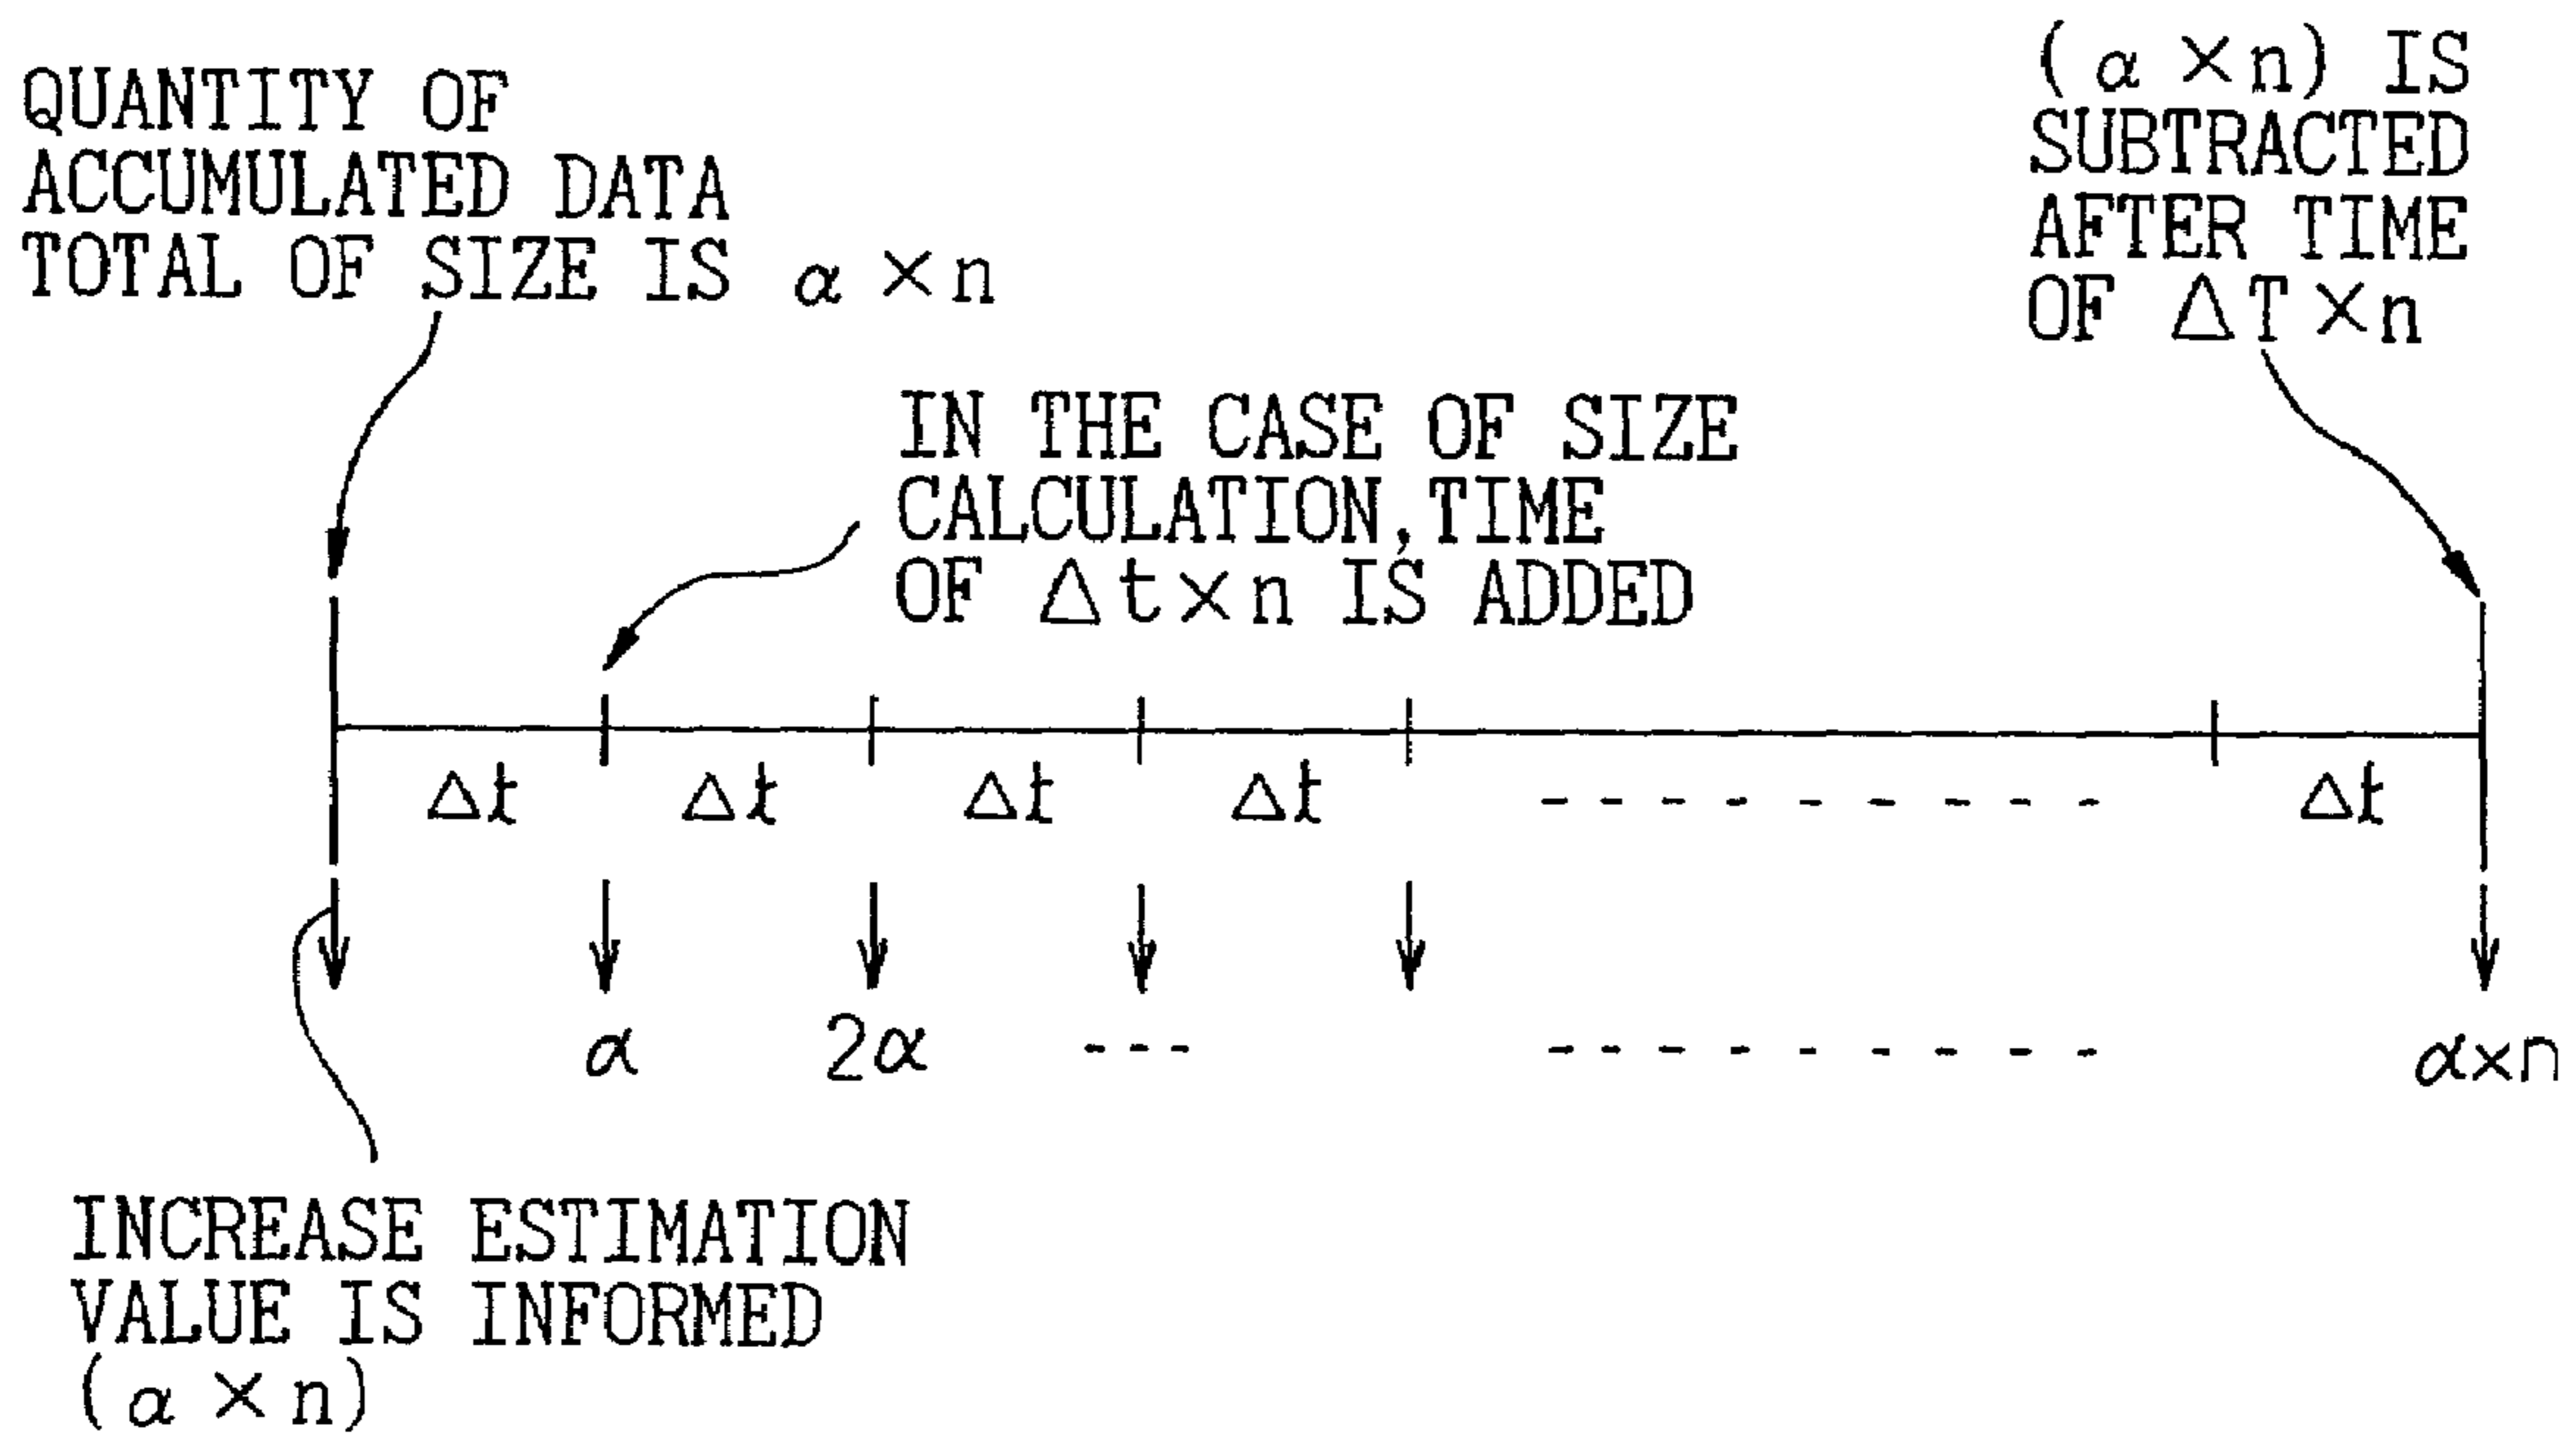 QUANTITY OF
ACCUMULATED DATA
TOTAL OF SIZE IS α ×n
(α ×n) IS
SUBTRACTED
AFTER TIME
OF ΔT×n
IN THE CASE OF SIZE
CALCULATION, TIME
OF Δt×n IS ADDED
Δt Δt Δt Δt - - - - - - - - - Δt
α 2α - - - - - - - - - - - - α×n
INCREASE ESTIMATION
VALUE IS INFORMED
(α ×n)